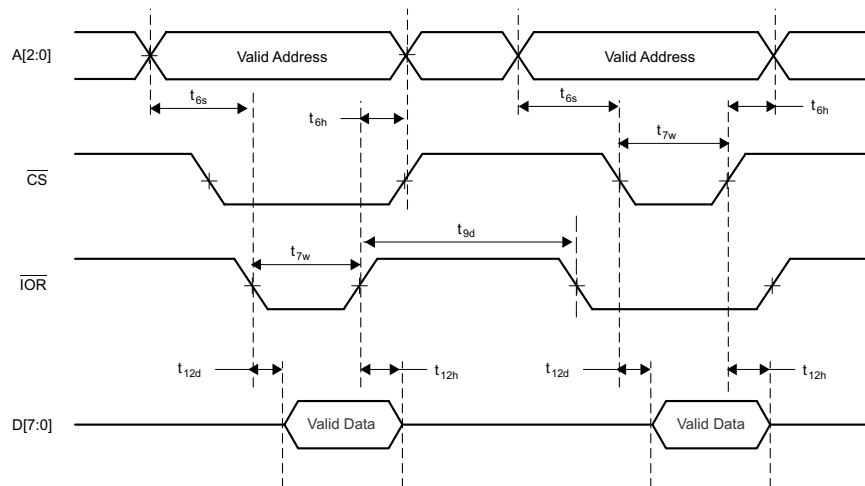 A[2:0] Valid Address Valid Address
t6s t6h t6s t6h
t7w
CS
t9d
t7w
IOR
t12d t12h t12d t12h
D[7:0] Valid Data Valid Data